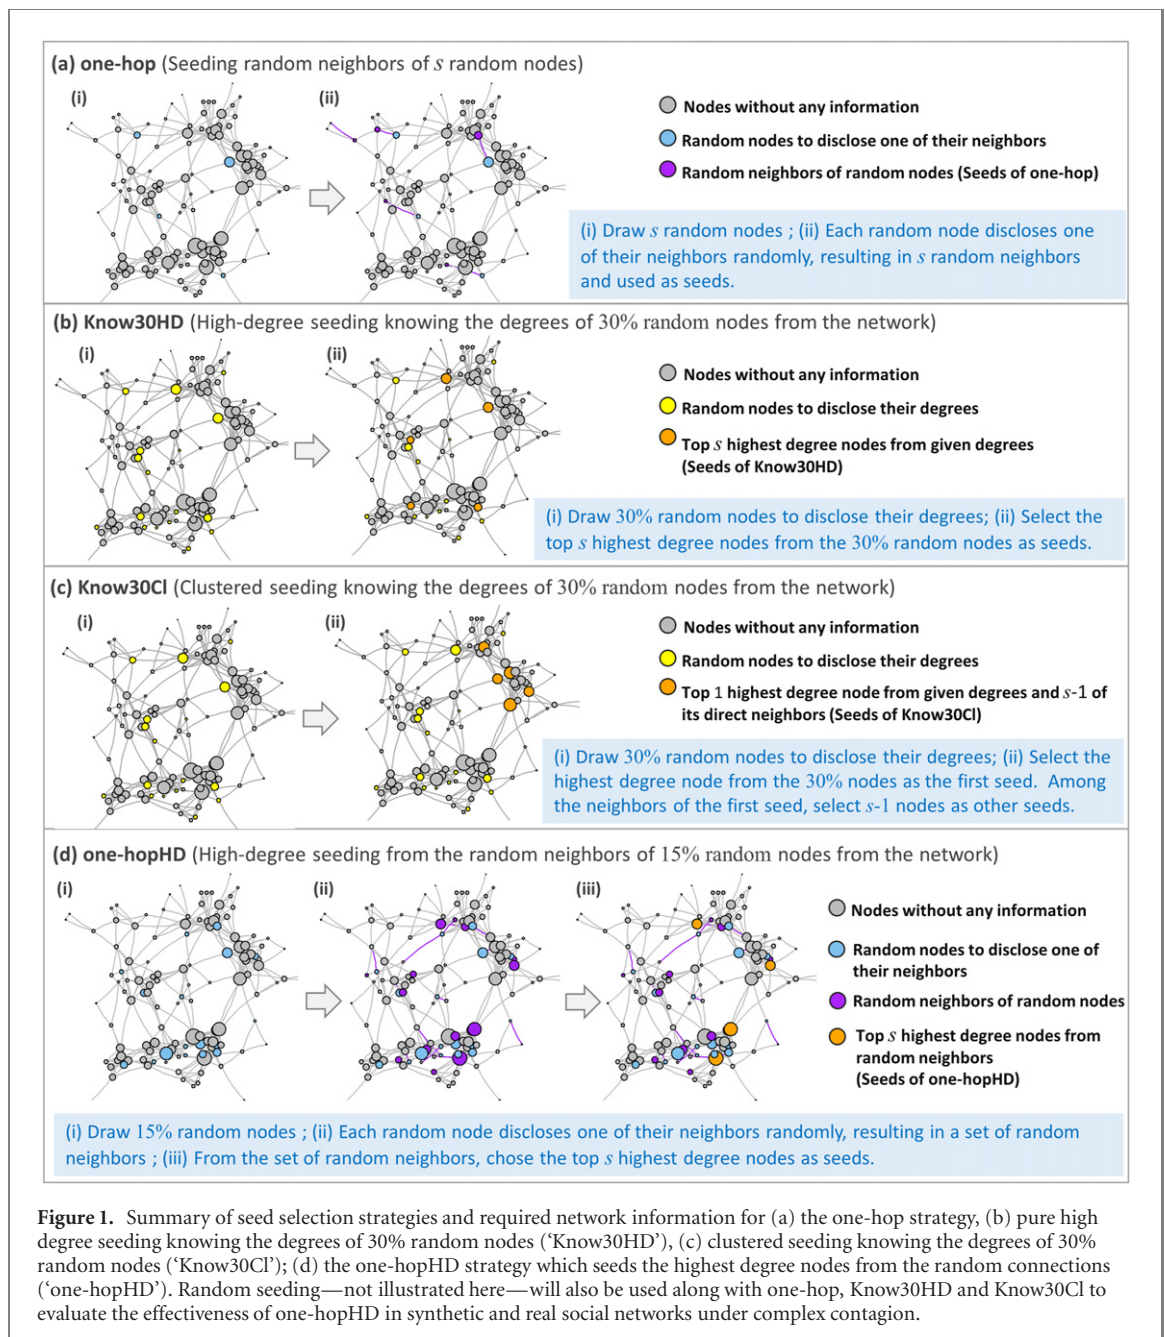 (a) one-hop (Seeding random neighbors of s random nodes)
(i)
(ii)
Nodes without any information
Random nodes to disclose one of their neighbors
Random neighbors of random nodes (Seeds of one-hop)
(i) Draw s random nodes ; (ii) Each random node discloses one
of their neighbors randomly, resulting in s random neighbors
and used as seeds.
(b) Know30HD (High-degree seeding knowing the degrees of 30% random nodes from the network)
(i)
(ii)
Nodes without any information
Random nodes to disclose their degrees
Top s highest degree nodes from given degrees
(Seeds of Know30HD)
(i) Draw 30% random nodes to disclose their degrees; (ii) Select the
top s highest degree nodes from the 30% random nodes as seeds.
(c) Know30Cl (Clustered seeding knowing the degrees of 30% random nodes from the network)
(i)
(ii)
Nodes without any information
Random nodes to disclose their degrees
Top 1 highest degree node from given degrees and s-1 of
its direct neighbors (Seeds of Know30Cl)
(i) Draw 30% random nodes to disclose their degrees; (ii) Select the
highest degree node from the 30% nodes as the first seed. Among
the neighbors of the first seed, select s-1 nodes as other seeds.
(d) one-hopHD (High-degree seeding from the random neighbors of 15% random nodes from the network)
(i)
(ii)
(iii)
Nodes without any information
Random nodes to disclose one of
their neighbors
Random neighbors of random nodes
Top s highest degree nodes from
random neighbors
(Seeds of one-hopHD)
(i) Draw 15% random nodes ; (ii) Each random node discloses one of their neighbors randomly, resulting in a set of random
neighbors ; (iii) From the set of random neighbors, chose the top s highest degree nodes as seeds.
Figure 1. Summary of seed selection strategies and required network information for (a) the one-hop strategy, (b) pure high
degree seeding knowing the degrees of 30% random nodes (‘Know30HD’), (c) clustered seeding knowing the degrees of 30%
random nodes (‘Know30Cl’); (d) the one-hopHD strategy which seeds the highest degree nodes from the random connections
(‘one-hopHD’). Random seeding—not illustrated here—will also be used along with one-hop, Know30HD and Know30Cl to
evaluate the effectiveness of one-hopHD in synthetic and real social networks under complex contagion.